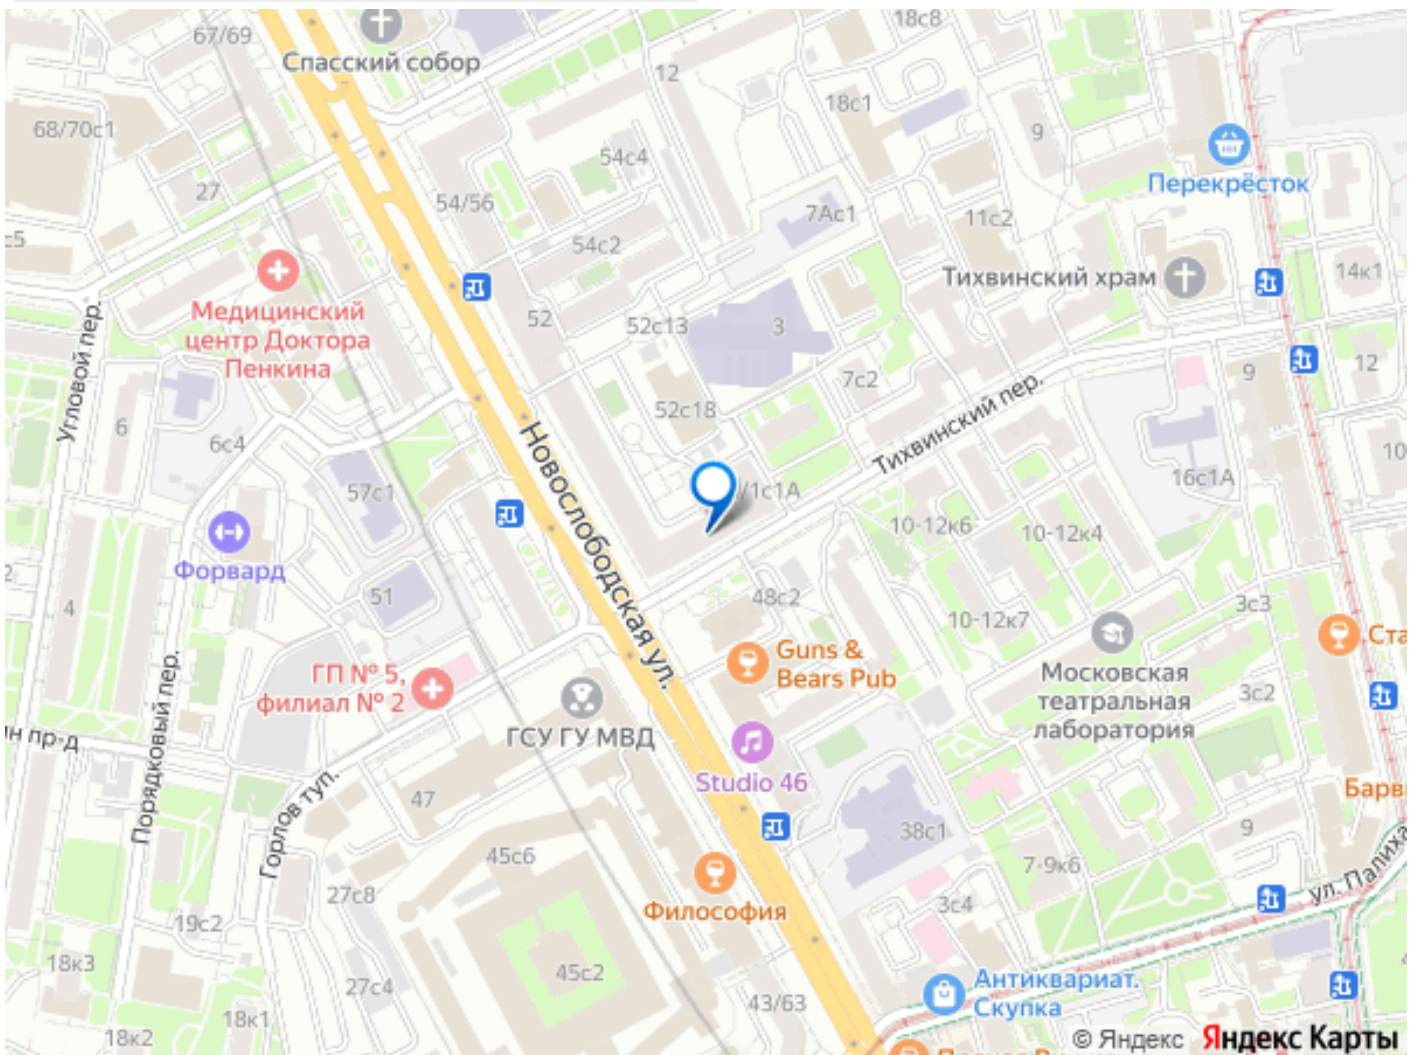 67/69
Спасский собор
18с8
12
68/70с1
18с1
9
Перекрёсток
54с4
27
54/56
7Ас1
11с2
54с2
Тихвинский храм
14к1
Медицинский
центр Доктора
Пенкина
52
52с13
3
Угловой пер.
7с2
9
12
6
52с18
Тихвинский пер.
6с4
Новослободская ул.
57с1
/1с1А
16с1А
10-12к6
10-12к4
Форвард
51
4
48с2
10-12к7
3с3
Guns &
Bears Pub
ГП № 5,
филиал № 2
Московская
театральная
лаборатория
3с2
ГСУ ГУ МВД
Порядковый пер.
н пр-д
Studio 46
Горлов туп.
47
38с1
9
45с6
7-9к6
ул. Палиха
27с8
Философия
3с4
19с2
18к3
45с2
27с4
Антиквариат.
Скупка
43/63
18к1
18к2
© Яндекс Яндекс Карты